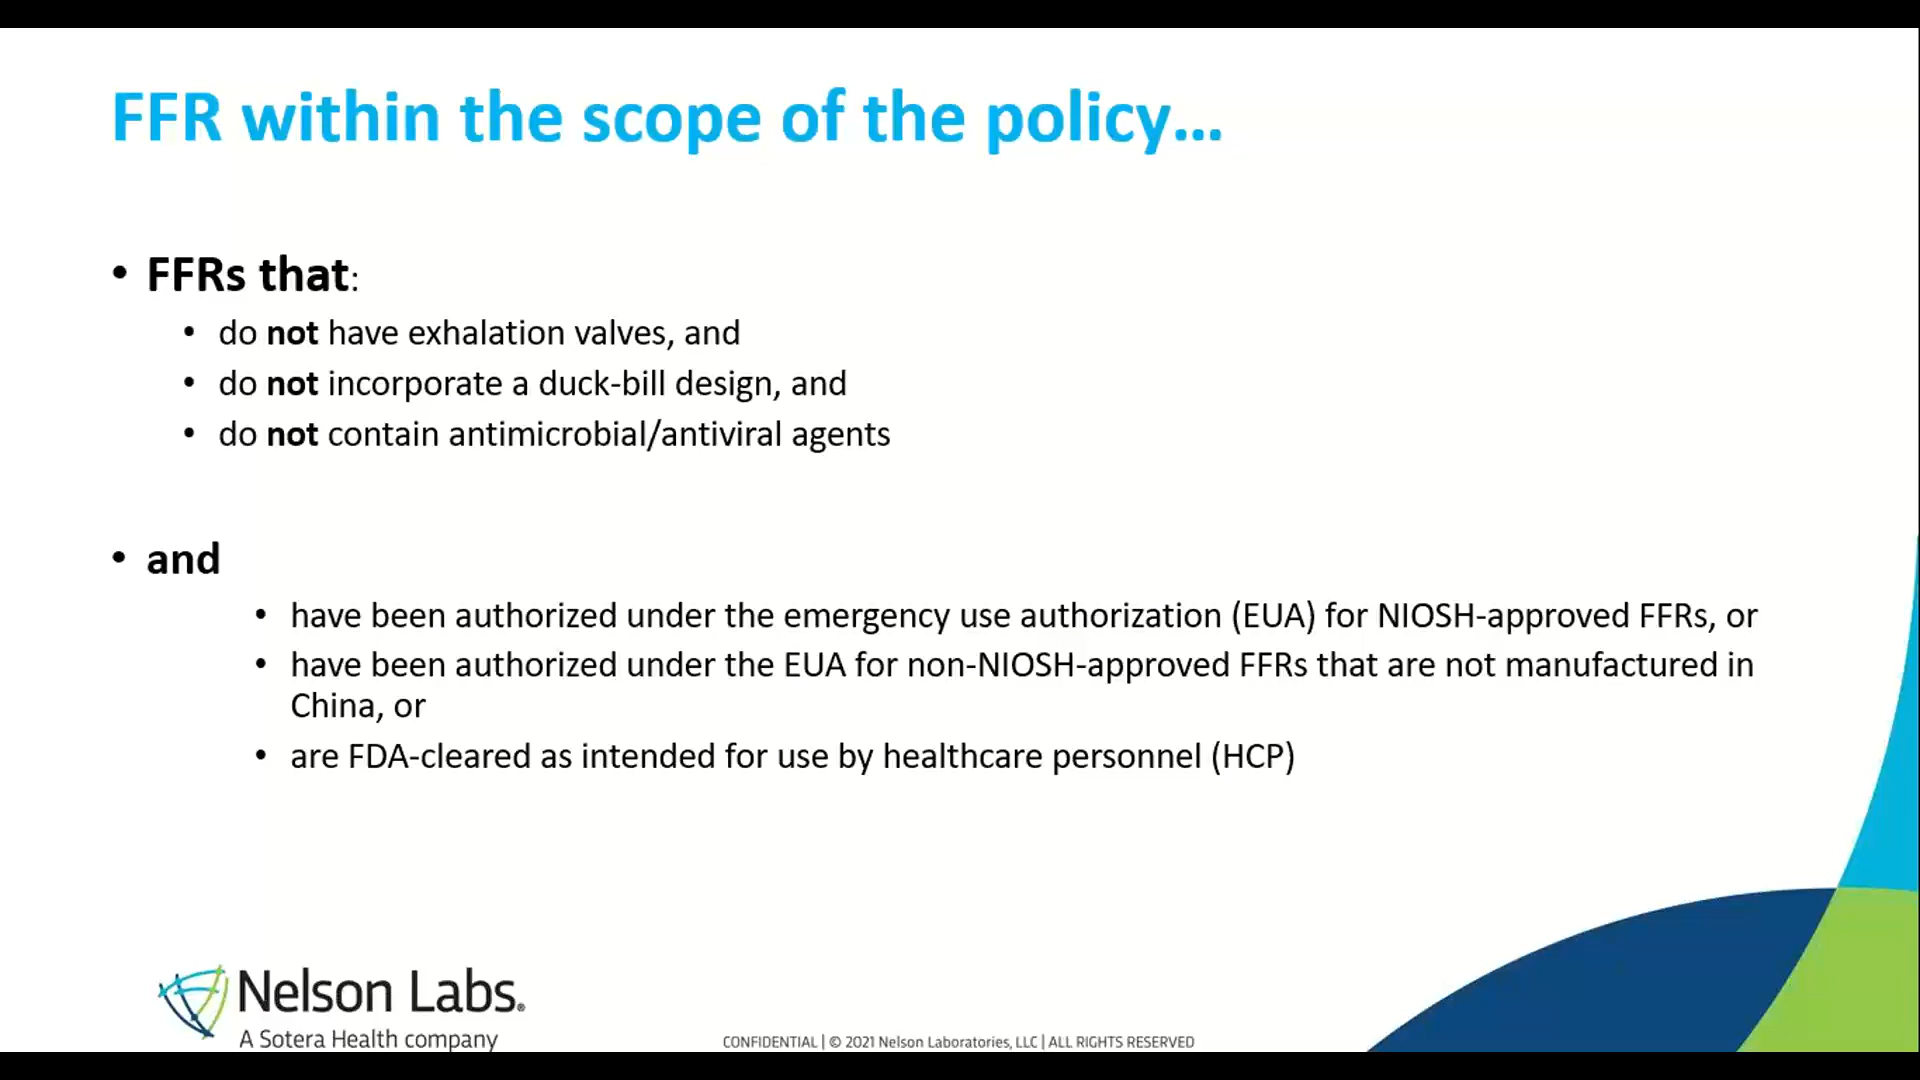 FFR within the scope of the policy...
• FFRs that:
• do not have exhalation valves, and
• do not incorporate a duck-bill design, and
• do not contain antimicrobial/antiviral agents
• and
• have been authorized under the emergency use authorization (EUA) for NIOSH-approved FFRs, or
• have been authorized under the EUA for non-NIOSH-approved FFRs that are not manufactured in
China, or
• are FDA-cleared as intended for use by healthcare personnel (HCP)
Nelson Labs®
A Sotera Health company
CONFIDENTIAL | © 2021 Nelson Laboratories, LLC | ALL RIGHTS RESERVED